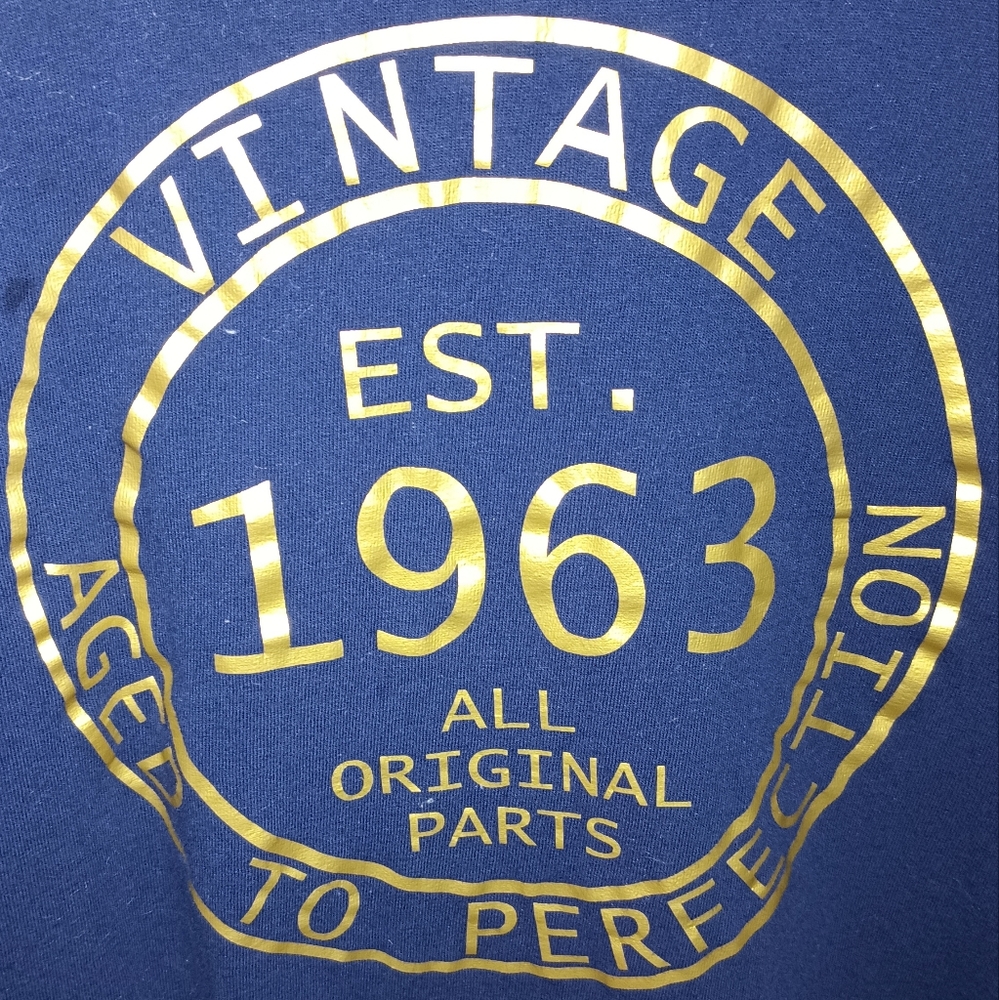 VINTAGE
EST.
1963
ALL
ORIGINAL
PARTS
AGED TO PERFECTION